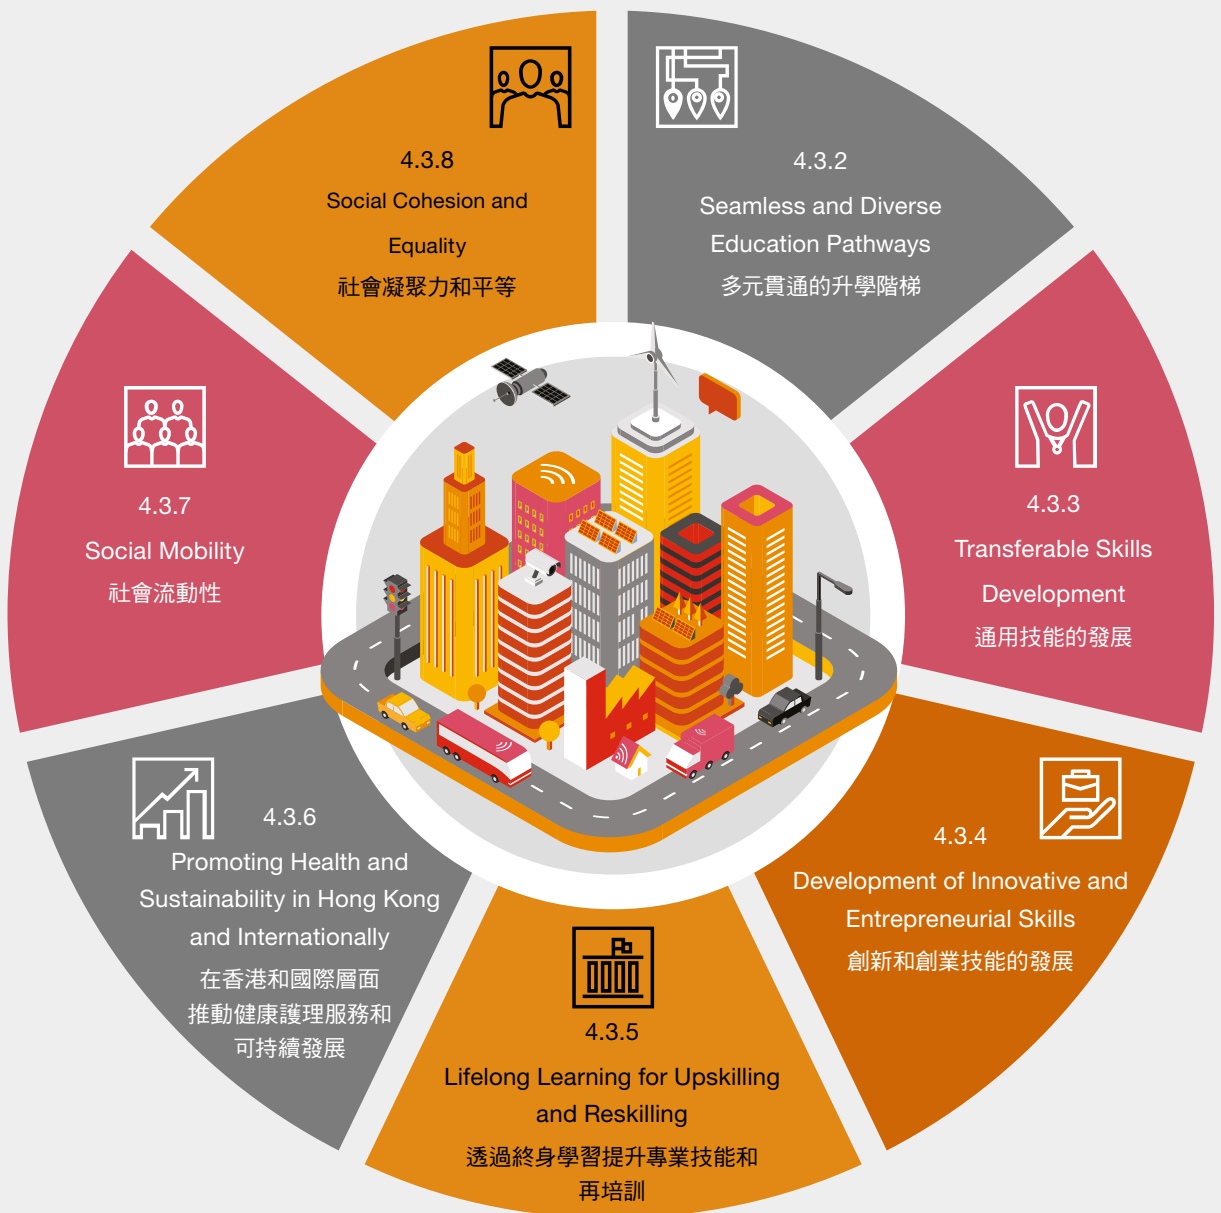 4.3.8
Social Cohesion and
Equality
社會凝聚力和平等
4.3.2
Seamless and Diverse
Education Pathways
多元貫通的升學階梯
4.3.3
Transferable Skills
Development
通用技能的發展
4.3.4
Development of Innovative and
Entrepreneurial Skills
創新和創業技能的發展
4.3.5
Lifelong Learning for Upskilling
and Reskilling
透過終身學習提升專業技能和
再培訓
4.3.6
Promoting Health and
Sustainability in Hong Kong
and Internationally
在香港和國際層面
推動健康護理服務和
可持續發展
4.3.7
Social Mobility
社會流動性